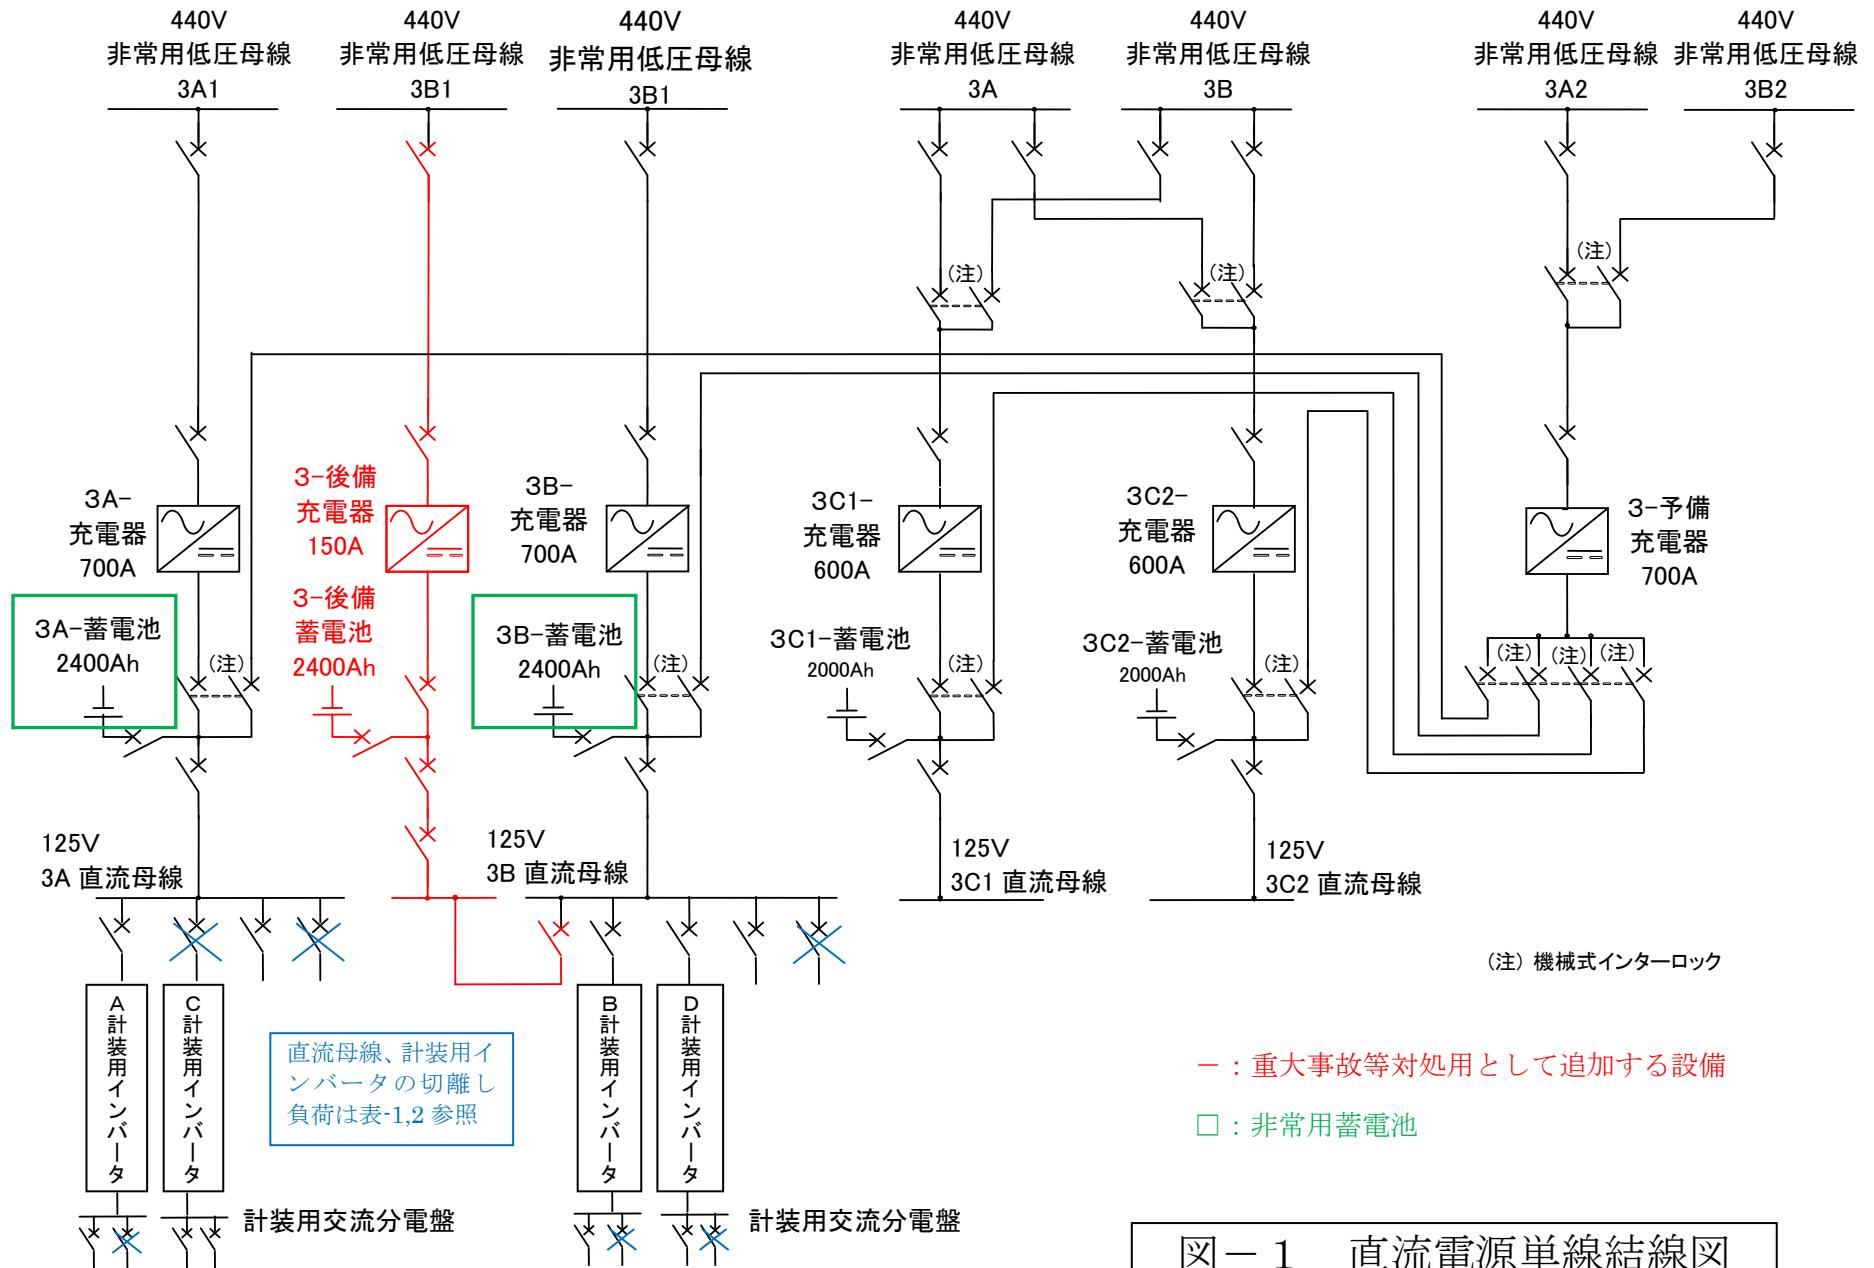 440V
非常用低圧母線
3A1
440V
非常用低圧母線
3B1
440V
非常用低圧母線
3B1
440V
非常用低圧母線
3A
440V
非常用低圧母線
3B
440V
非常用低圧母線
3A2
440V
非常用低圧母線
3B2
(注)
(注)
(注)
3A-
充電器
700A
3-後備
充電器
150A
3B-
充電器
700A
3C1-
充電器
600A
3C2-
充電器
600A
3-予備
充電器
700A
3A-蓄電池
2400Ah
(注)
3-後備
蓄電池
2400Ah
3B-蓄電池
2400Ah
(注)
3C1-蓄電池
2000Ah
(注)
3C2-蓄電池
2000Ah
(注)
(注)
(注)
(注)
125V
3A 直流母線
125V
3B 直流母線
125V
3C1 直流母線
125V
3C2 直流母線
(注) 機械式インターロック
A計装用インバータ
C計装用インバータ
直流母線、計装用イ
ンバータの切離し
負荷は表-1,2 参照
B計装用インバータ
D計装用インバータ
－：重大事故等対処用として追加する設備
□：非常用蓄電池
計装用交流分電盤
計装用交流分電盤
図－１　直流電源単線結線図